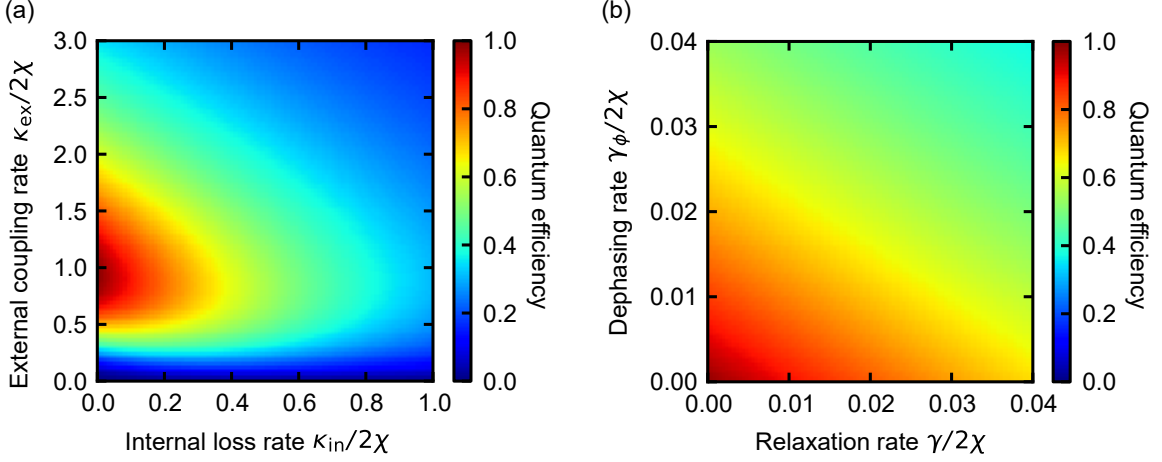 (a)
3.0
2.5
2.0
1.5
1.0
0.5
0.0
External coupling rate κex/2χ
0.0 0.2 0.4 0.6 0.8 1.0
Internal loss rate κin/2χ
1.0
0.8
0.6
0.4
0.2
0.0
Quantum efficiency
(b)
0.04
0.03
0.02
0.01
0.00
Dephasing rate γϕ/2χ
0.00 0.01 0.02 0.03 0.04
Relaxation rate γ/2χ
1.0
0.8
0.6
0.4
0.2
0.0
Quantum efficiency